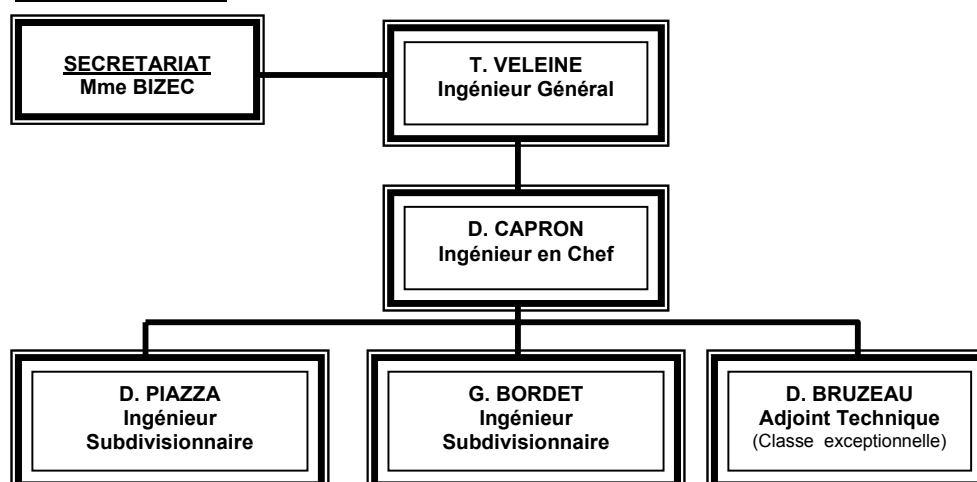 SECRETARIAT
Mme BIZEC
T. VELEINE
Ingénieur Général
D. CAPRON
Ingénieur en Chef
D. PIAZZA
Ingénieur
Subdivisionnaire
G. BORDET
Ingénieur
Subdivisionnaire
D. BRUZEAU
Adjoint Technique
(Classe exceptionnelle)